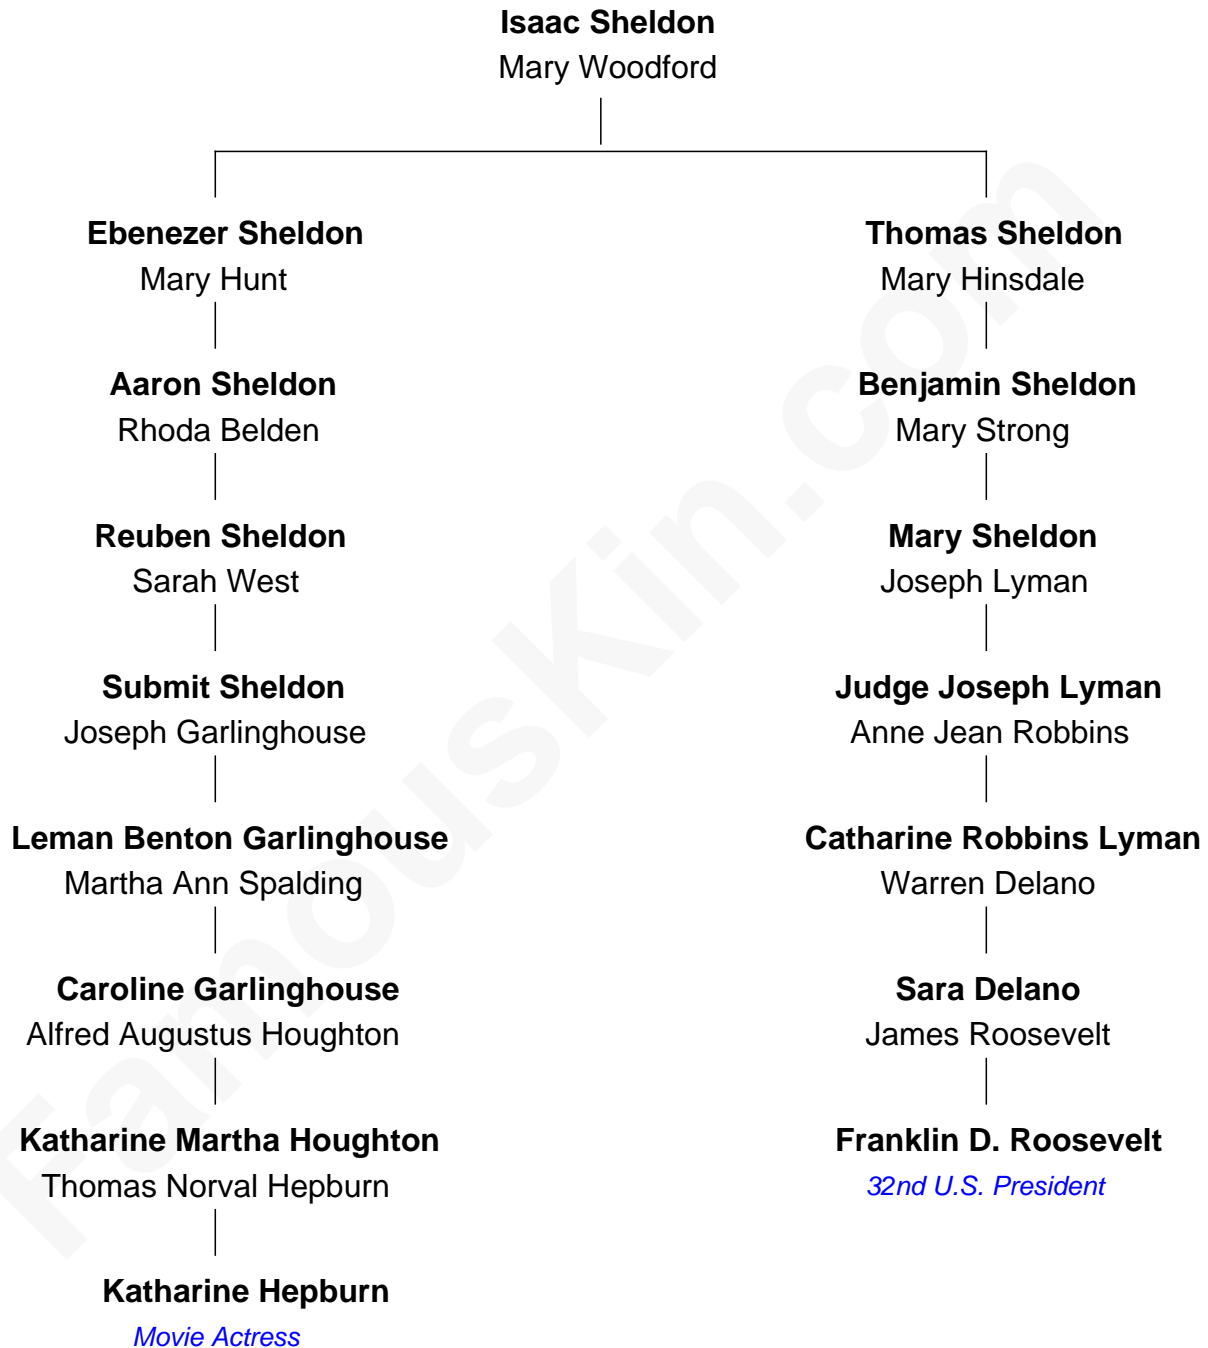 Isaac Sheldon
Mary Woodford
Ebenezer Sheldon
Mary Hunt
Thomas Sheldon
Mary Hinsdale
Aaron Sheldon
Rhoda Belden
Benjamin Sheldon
Mary Strong
Reuben Sheldon
Sarah West
Mary Sheldon
Joseph Lyman
Submit Sheldon
Joseph Garlinghouse
Judge Joseph Lyman
Anne Jean Robbins
Leman Benton Garlinghouse
Martha Ann Spalding
Catharine Robbins Lyman
Warren Delano
Caroline Garlinghouse
Alfred Augustus Houghton
Sara Delano
James Roosevelt
Katharine Martha Houghton
Thomas Norval Hepburn
Franklin D. Roosevelt
32nd U.S. President
Katharine Hepburn
Movie Actress
FamousKin.com